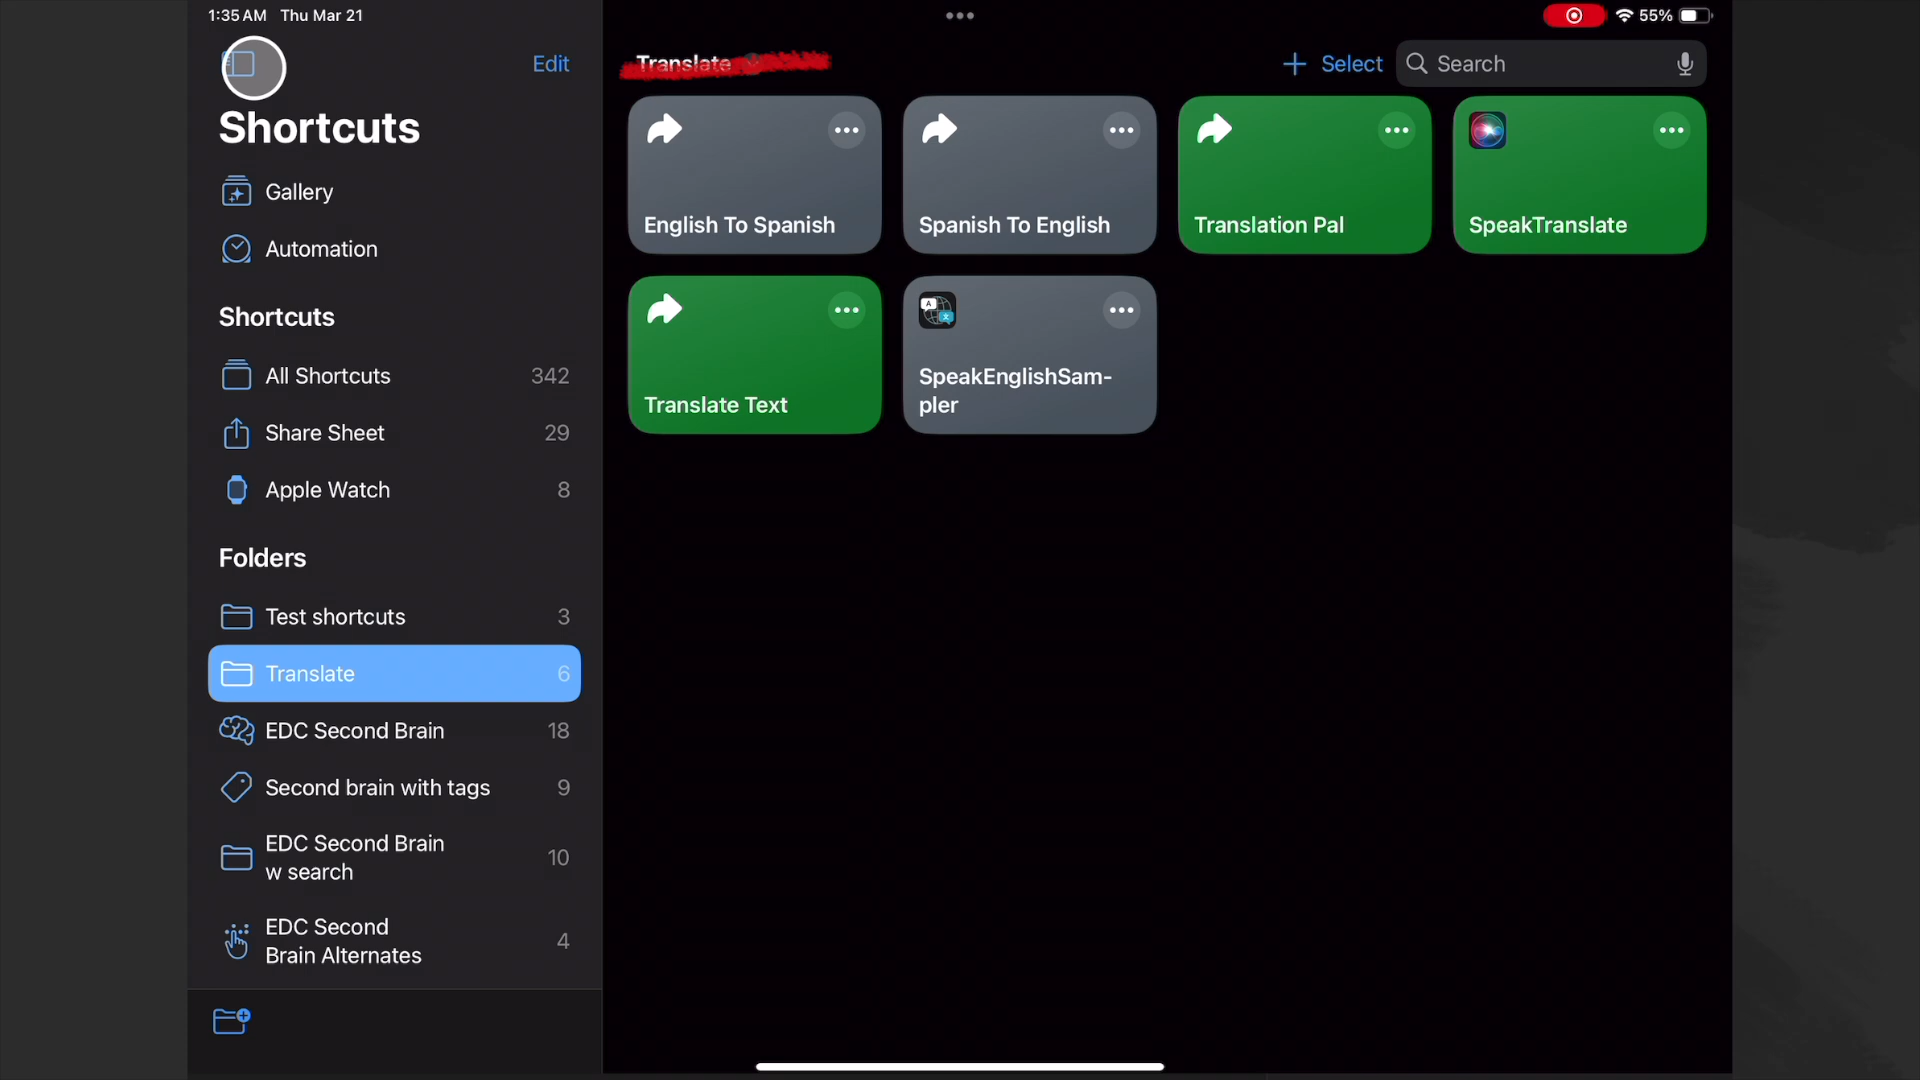 1:35 AM Thu Mar 21
55%
Edit
Shortcuts
Gallery
Automation
Shortcuts
All Shortcuts 342
Share Sheet 29
Apple Watch 8
Folders
Test shortcuts 3
Translate 6
EDC Second Brain 18
Second brain with tags 9
EDC Second Brain
w search 10
EDC Second
Brain Alternates 4
Translate
Select
Search
English To Spanish
Spanish To English
Translation Pal
SpeakTranslate
Translate Text
A
文
SpeakEnglishSam-
pler